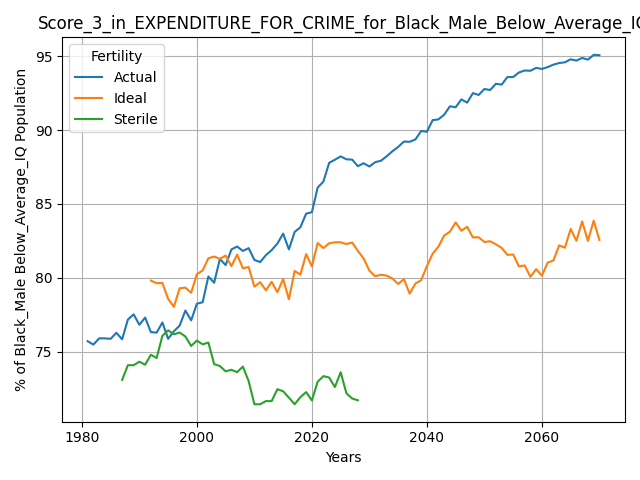 Score_3_in_EXPENDITURE_FOR_CRIME_for_Black_Male_Below_Average_IQ
Fertility
Actual
Ideal
Sterile
% of Black_Male Below_Average_IQ Population
95
90
85
80
75
1980 2000 2020 2040 2060
Years